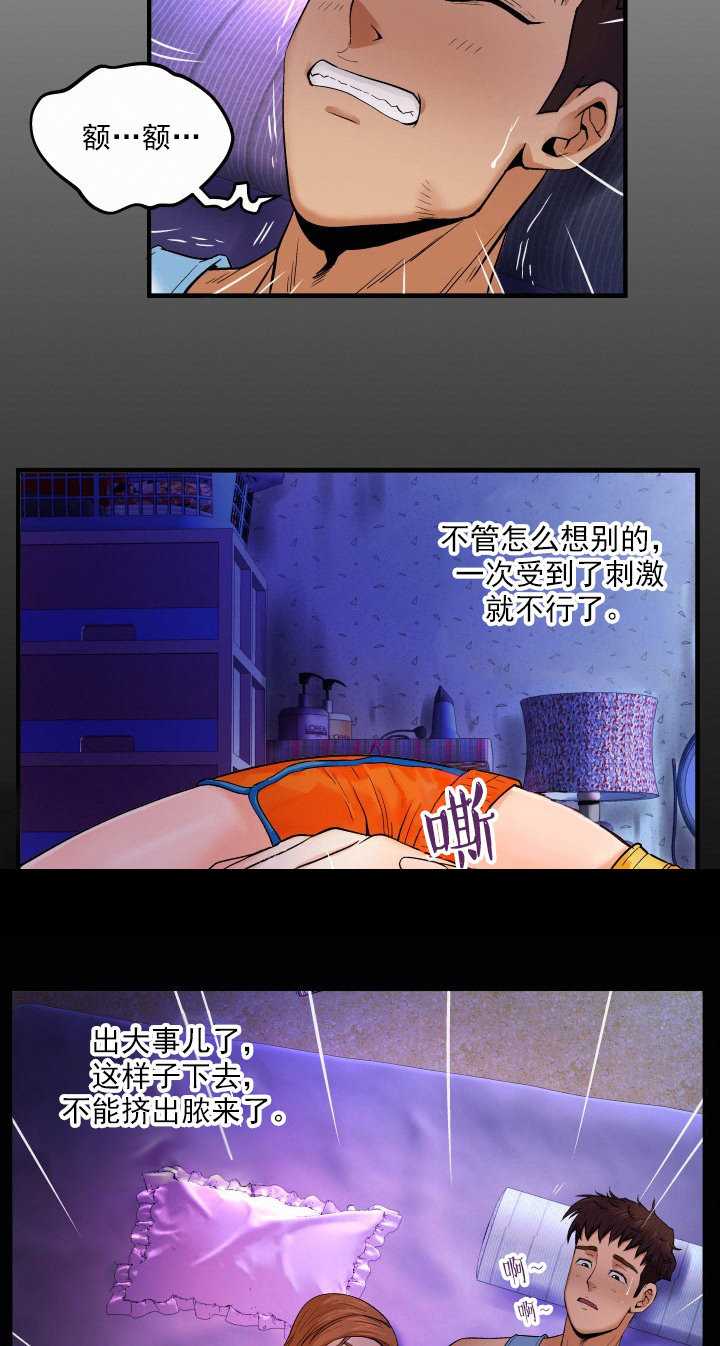 额…额…
不管怎么想别的，
一次受到了刺激
就不行了。
嘶
出大事儿了，
这样子下去，
不能挤出脓来了。
啊~
啊~